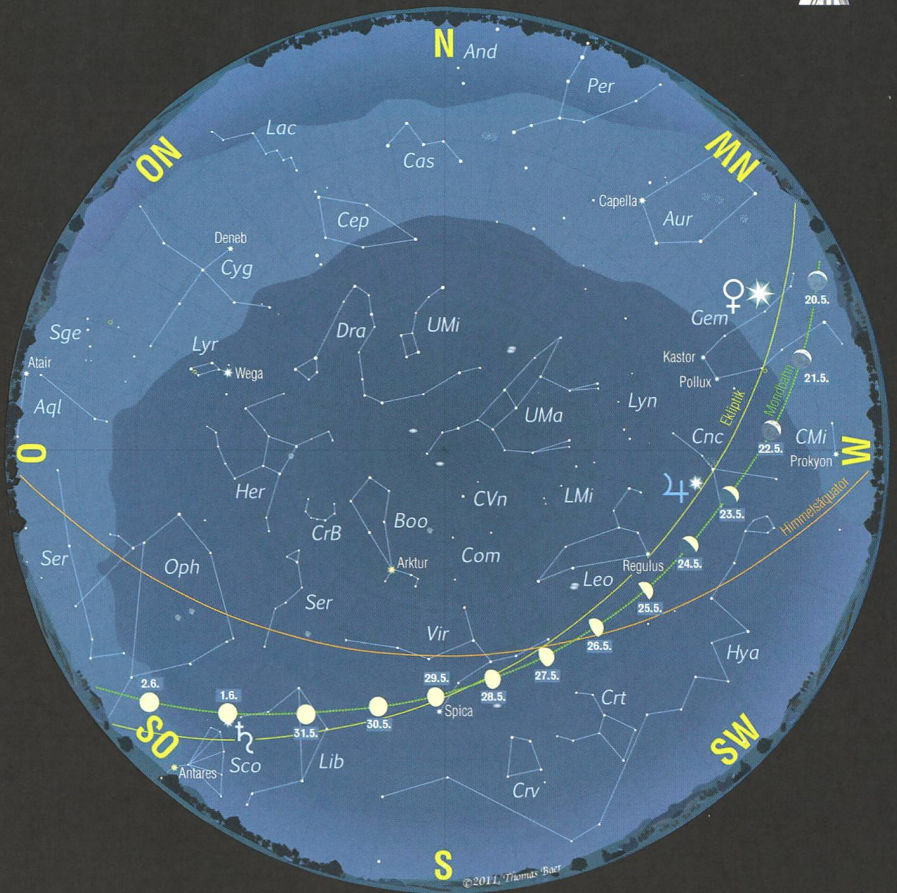 N
And
Per
Lac
Cas
NO
NW
Capella
Aur
Cep
Deneb
Cyg
♀
20.5.
Gem
Sge
Lyr
Dra
UMi
Atair
Wega
Kastor
Pollux
21.5.
Aql
UMa
Lyn
Ekliptik
Mondbahn
O
Cnc
22.5.
CMi
Prokyon
W
Her
CVn
LMi
♃
23.5.
Himmelsäquator
CrB
Boo
Ser
Oph
Arktur
Com
Regulus
24.5.
Leo
25.5.
Ser
Vir
26.5.
Hya
27.5.
2.6.
1.6.
31.5.
30.5.
29.5.
28.5.
Spica
Crt
SO
♄
SW
Antares
Sco
Lib
Crv
S
©2011, Thomas Baer